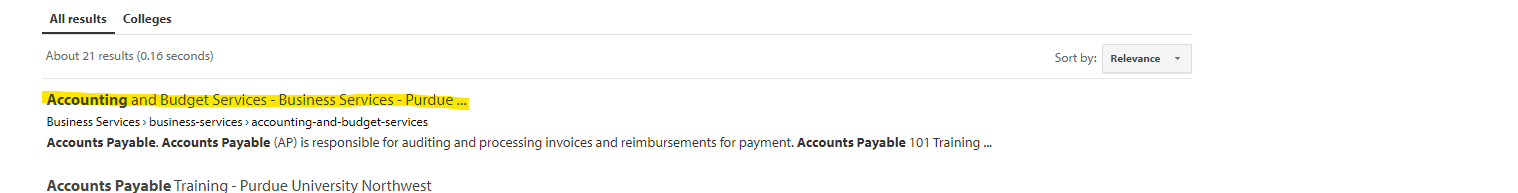 All results Colleges
About 21 results (0.16 seconds) Sort by: Relevance
Accounting and Budget Services - Business Services - Purdue ...
Business Services › business-services › accounting-and-budget-services
Accounts Payable. Accounts Payable (AP) is responsible for auditing and processing invoices and reimbursements for payment. Accounts Payable 101 Training ...
Accounts Payable Training - Purdue University Northwest